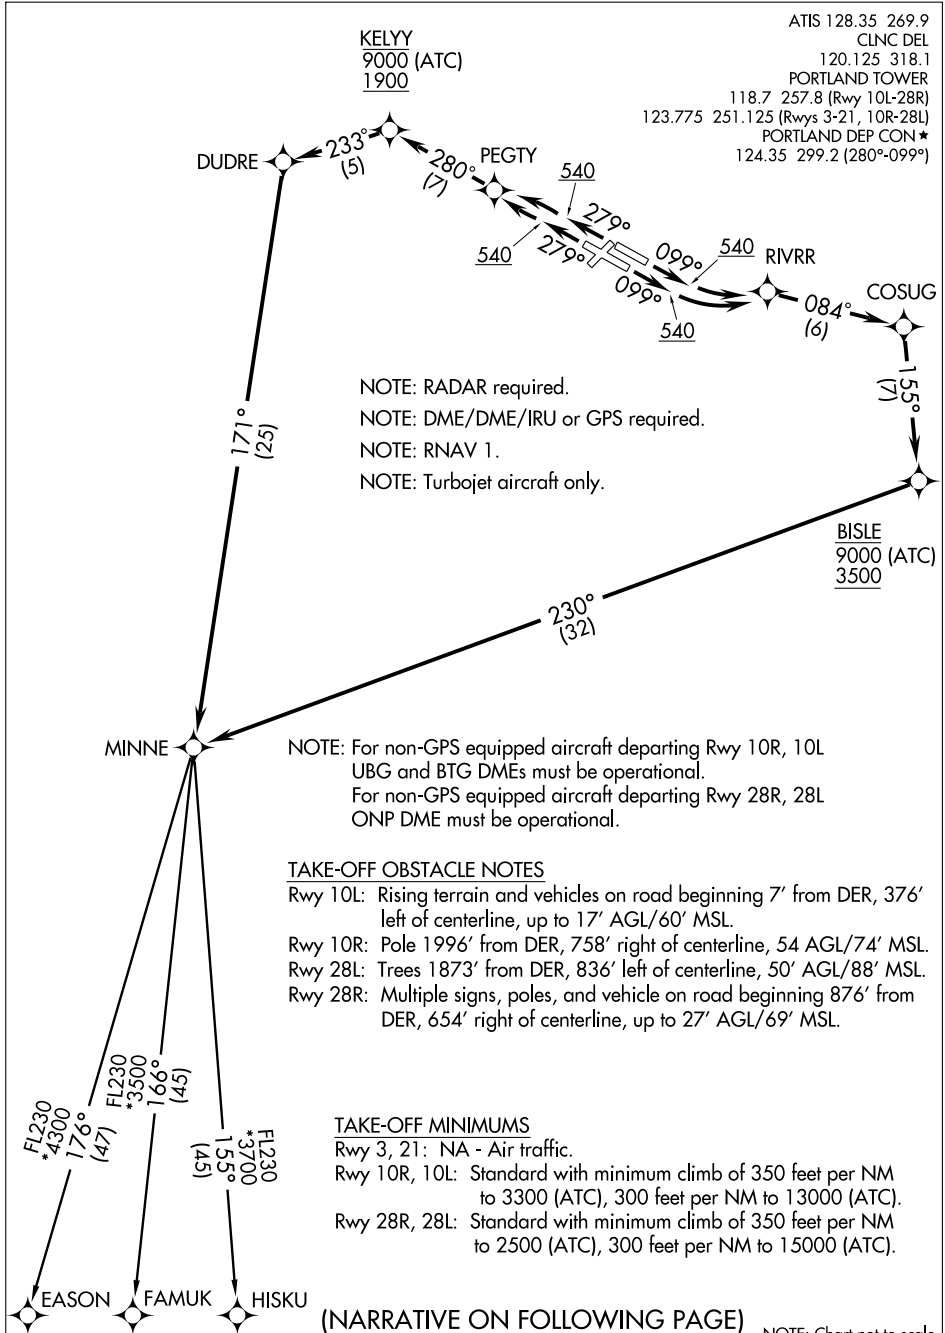 ATIS 128.35 269.9
CLNC DEL
120.125 318.1
PORTLAND TOWER
118.7 257.8 (Rwy 10L-28R)
123.775 251.125 (Rwys 3-21, 10R-28L)
PORTLAND DEP CON ★
124.35 299.2 (280°-099°)
KELYY
9000 (ATC)
1900
DUDRE
233°
(5)
280°
(7)
PEGTY
540
279°
540
279°
099°
540
099°
540
RIVRR
084°
(6)
COSUG
155°
(7)
171°
(25)
NOTE: RADAR required.
NOTE: DME/DME/IRU or GPS required.
NOTE: RNAV 1.
NOTE: Turbojet aircraft only.
BISLE
9000 (ATC)
3500
230°
(32)
MINNE
NOTE: For non-GPS equipped aircraft departing Rwy 10R, 10L
UBG and BTG DMEs must be operational.
For non-GPS equipped aircraft departing Rwy 28R, 28L
ONP DME must be operational.
TAKE-OFF OBSTACLE NOTES
Rwy 10L: Rising terrain and vehicles on road beginning 7' from DER, 376'
left of centerline, up to 17' AGL/60' MSL.
Rwy 10R: Pole 1996' from DER, 758' right of centerline, 54 AGL/74' MSL.
Rwy 28L: Trees 1873' from DER, 836' left of centerline, 50' AGL/88' MSL.
Rwy 28R: Multiple signs, poles, and vehicle on road beginning 876' from
DER, 654' right of centerline, up to 27' AGL/69' MSL.
FL230
*4300
176°
(47)
FL230
*3500
166°
(45)
FL230
*3700
155°
(45)
TAKE-OFF MINIMUMS
Rwy 3, 21: NA - Air traffic.
Rwy 10R, 10L: Standard with minimum climb of 350 feet per NM
to 3300 (ATC), 300 feet per NM to 13000 (ATC).
Rwy 28R, 28L: Standard with minimum climb of 350 feet per NM
to 2500 (ATC), 300 feet per NM to 15000 (ATC).
EASON
FAMUK
HISKU
(NARRATIVE ON FOLLOWING PAGE)
NOTE: Chart not to scale